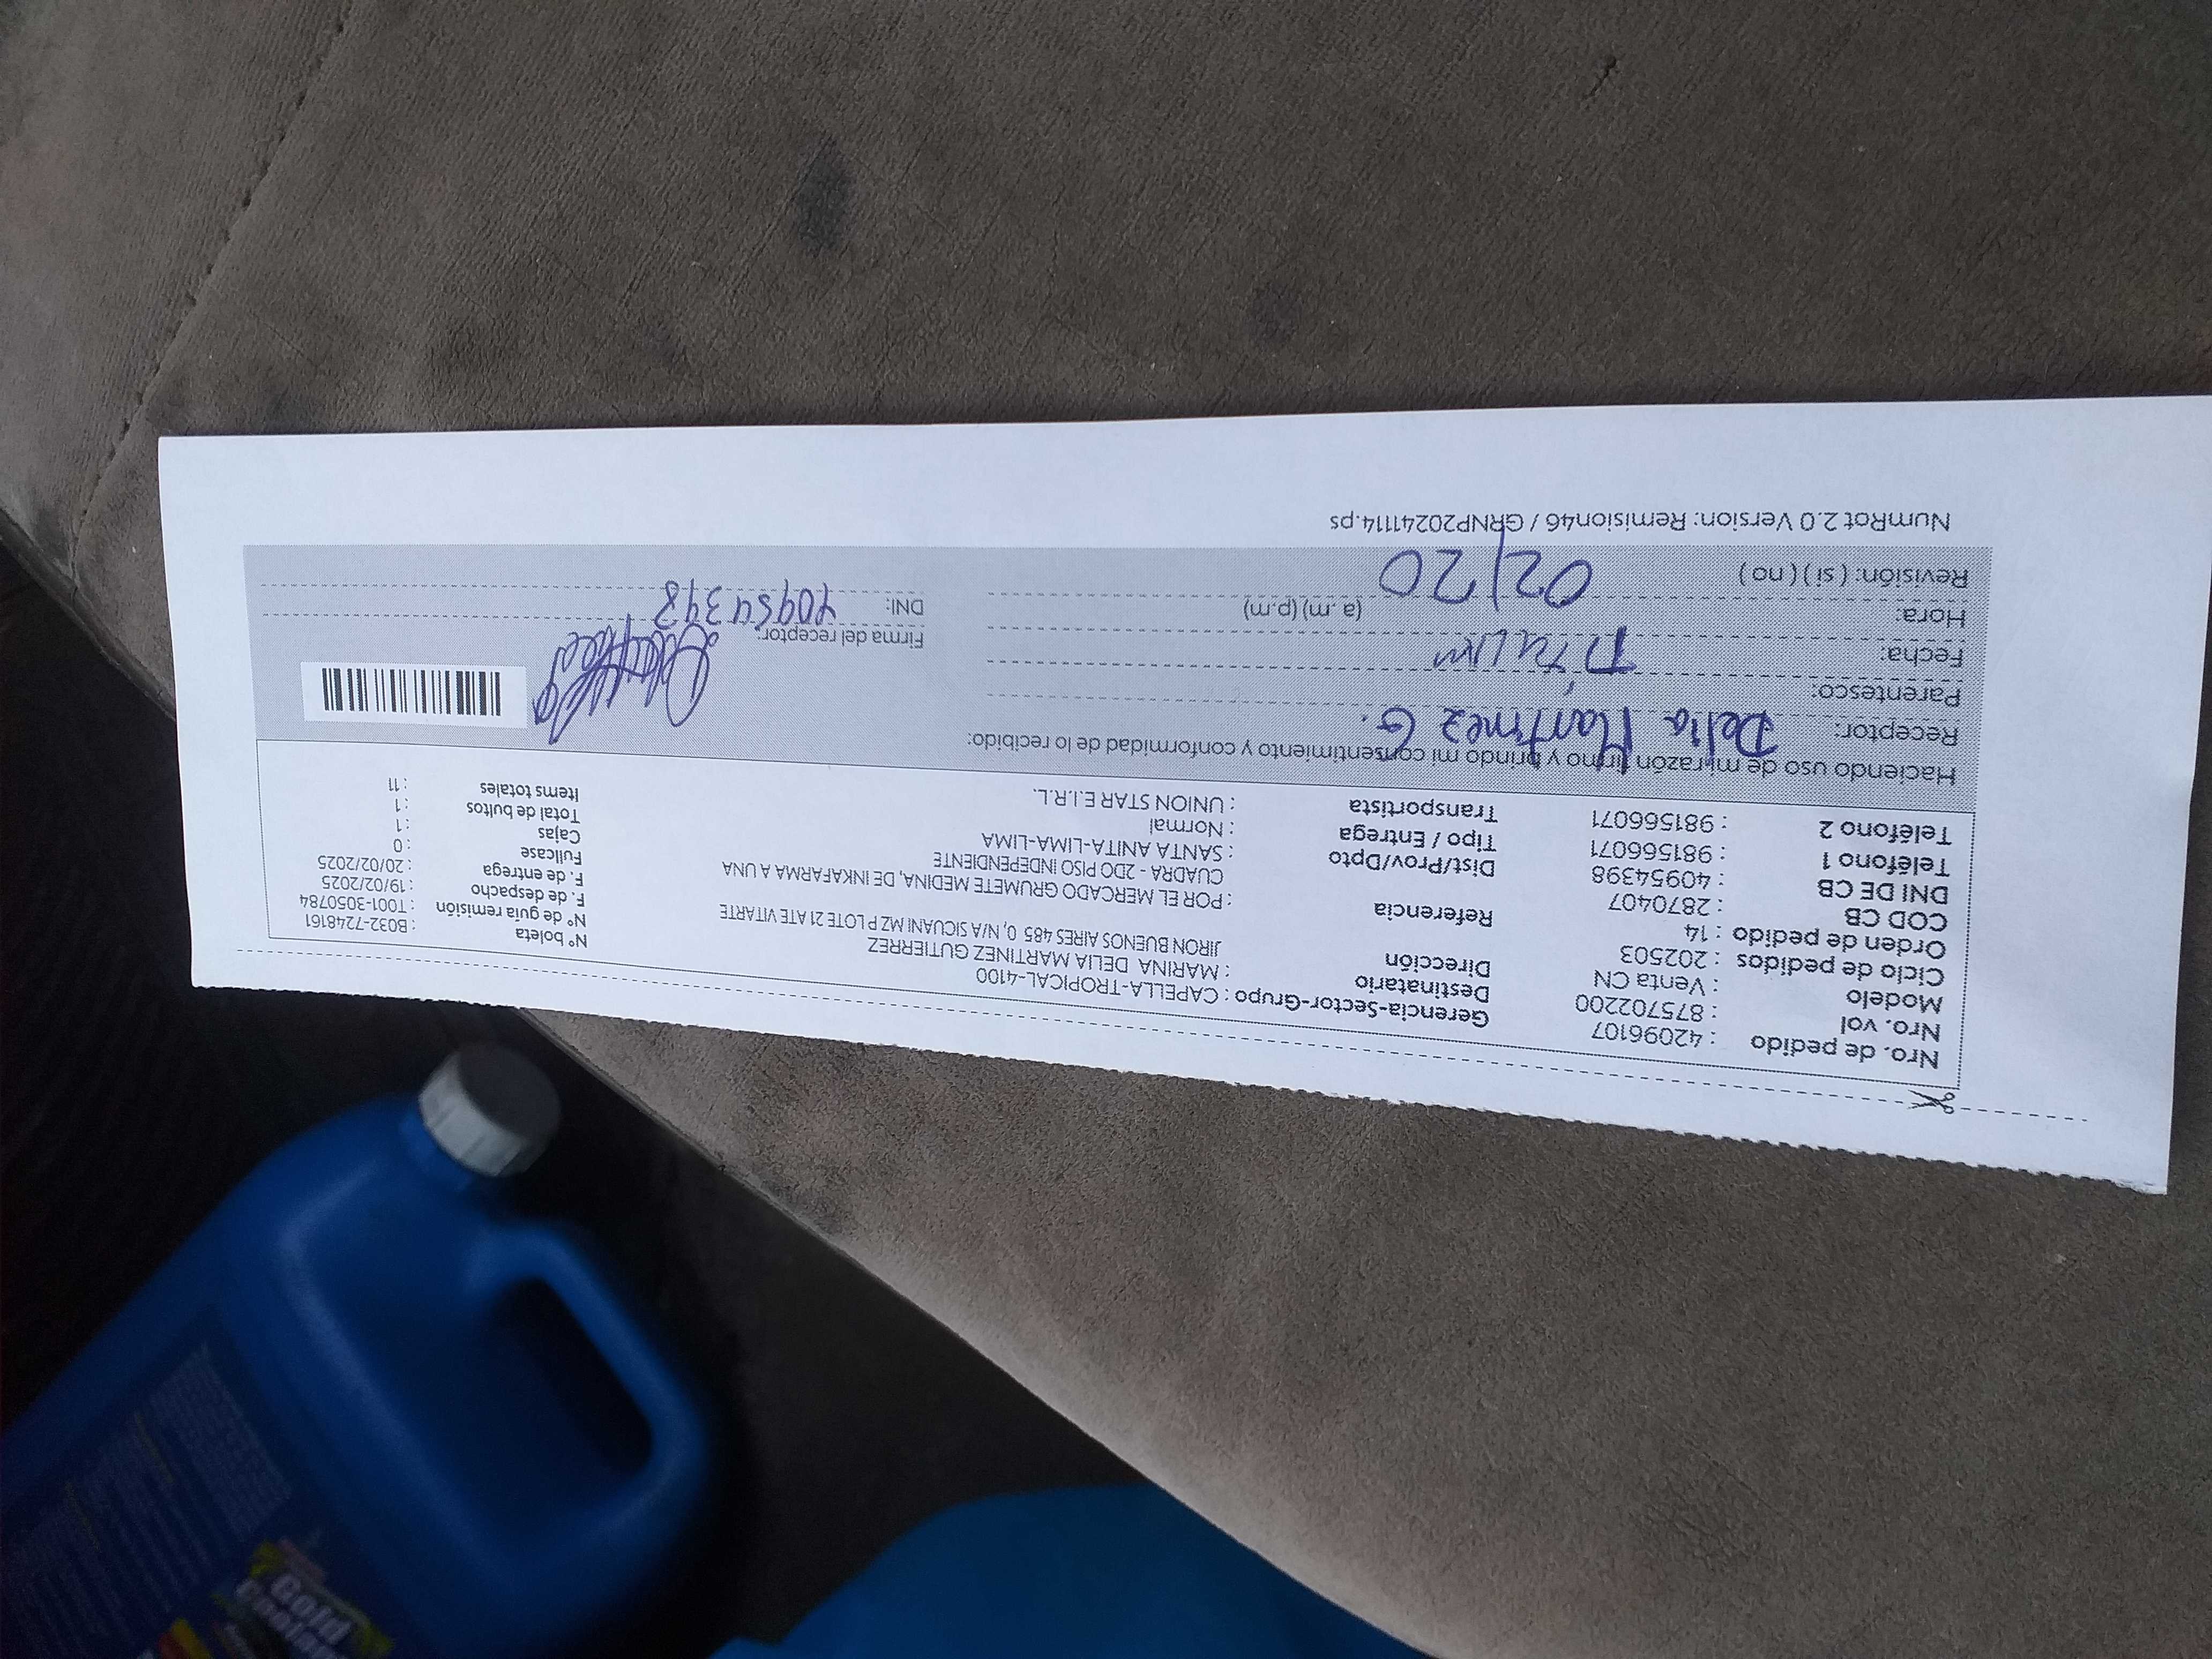 Nro. de pedido : 42096107
Nro. vol : 875702200
Modelo : Venta CN
Ciclo de pedidos : 202503
Orden de pedido : 14
COD CB : 2870407
DNI DE CB : 40954398
Teléfono 1 : 981566071
Teléfono 2 : 981566071
Gerencia-Sector-Grupo : CAPELLA-TROPICAL-4100
Destinatario : MARINA DELIA MARTINEZ GUTIERREZ
Dirección JIRON BUENOS AIRES 485 0, N/A SICUANI MZ P LOTE 21 ATE VITARTE
Referencia : POR EL MERCADO GRUMETE MEDINA, DE INKAFARMA A UNA
CUADRA - 2DO PISO INDEPENDIENTE
Dist/Prov/Dpto : SANTA ANITA-LIMA-LIMA
Tipo / Entrega : Normal
Transportista : UNION STAR E.I.R.L.
Nº boleta : B032-7248161
Nº de guía remisión : T001-3050784
F. de despacho : 19/02/2025
F. de entrega : 20/02/2025
Fullcase : 0
Cajas : 1
Total de bultos : 1
Items totales : 11
Haciendo uso de mi razón firmo y brindo mi consentimiento y conformidad de lo recibido:
Receptor: Delia Martinez G.
Parentesco:
Fecha:
Hora: (a. m) (p.m)
Revisión: ( si ) ( no ) 02/20
Firma del receptor:
DNI: 40954398
NumRot 2.0 Version: Remision46 / GRNP20241114.ps
Cold